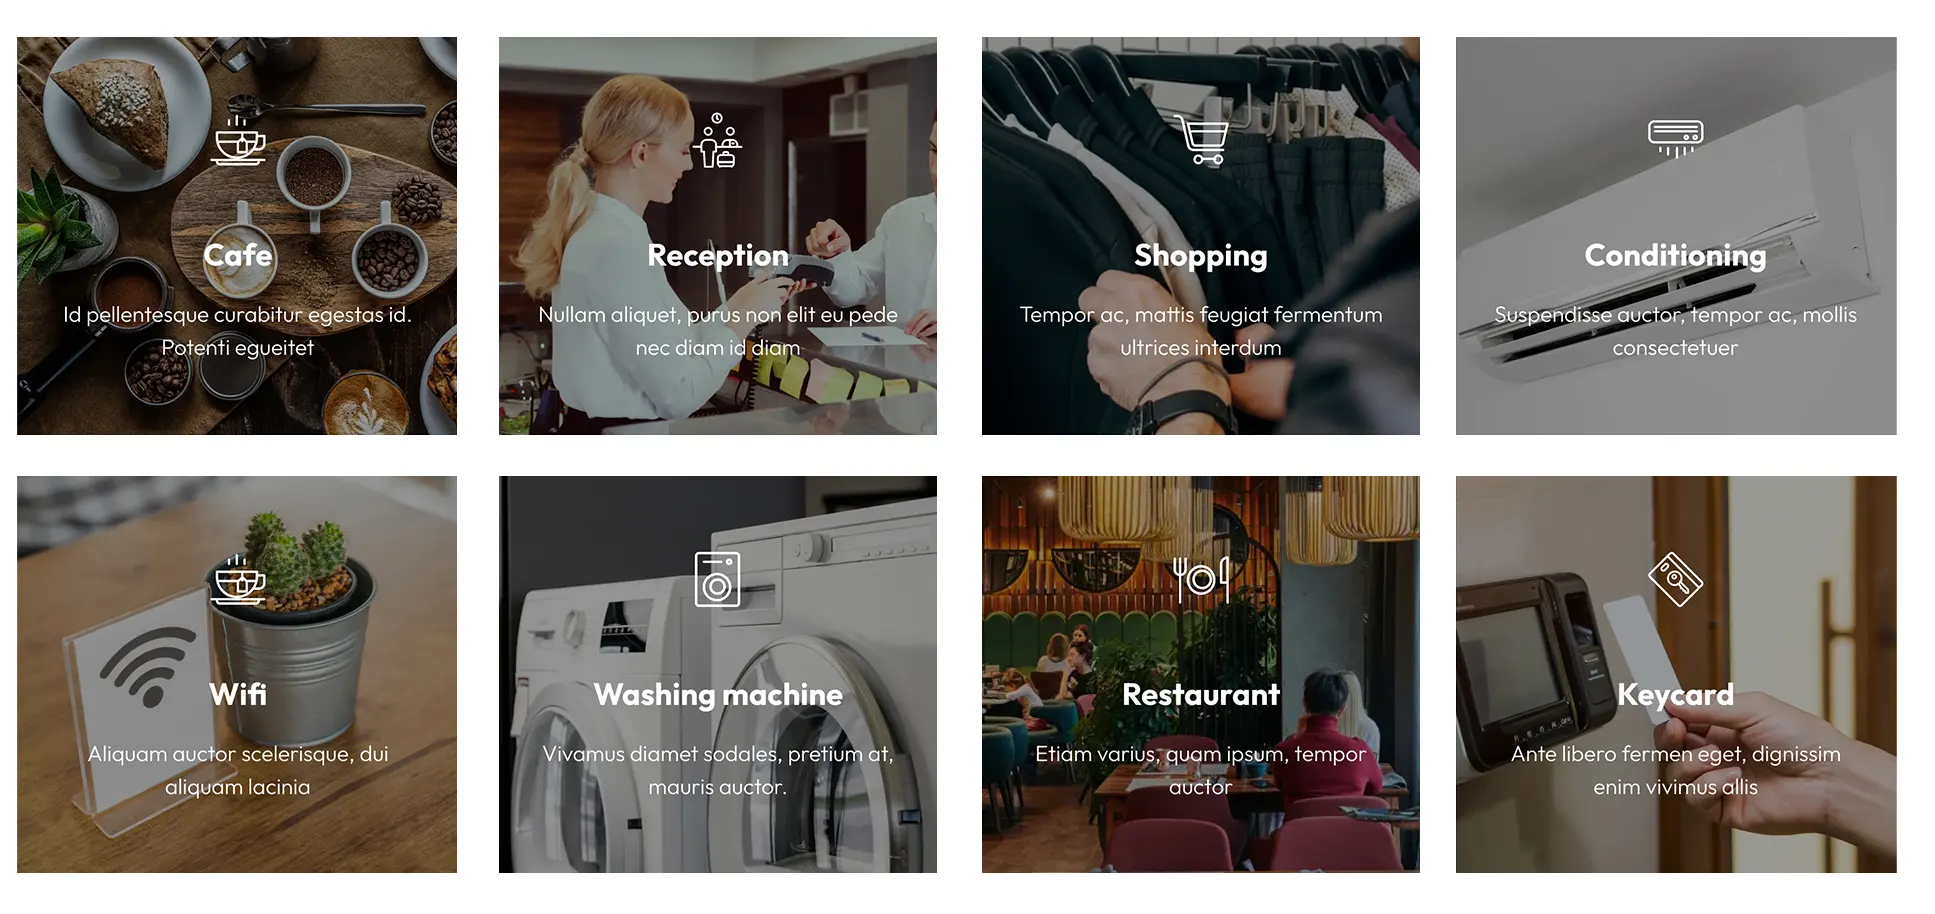 Cafe
Id pellentesque curabitur egestas id.
Potenti egueitet
Reception
Nullam aliquet, purus non elit eu pede
nec diam id diam
Shopping
Tempor ac, mattis feugiat fermentum
ultrices interdum
Conditioning
Suspendisse auctor, tempor ac, mollis
consectetuer
Wifi
Aliquam auctor scelerisque, dui
aliquam lacinia
Washing machine
Vivamus diamet sodales, pretium at,
mauris auctor.
Restaurant
Etiam varius, quam ipsum, tempor
auctor
Keycard
Ante libero fermen eget, dignissim
enim vivimus allis